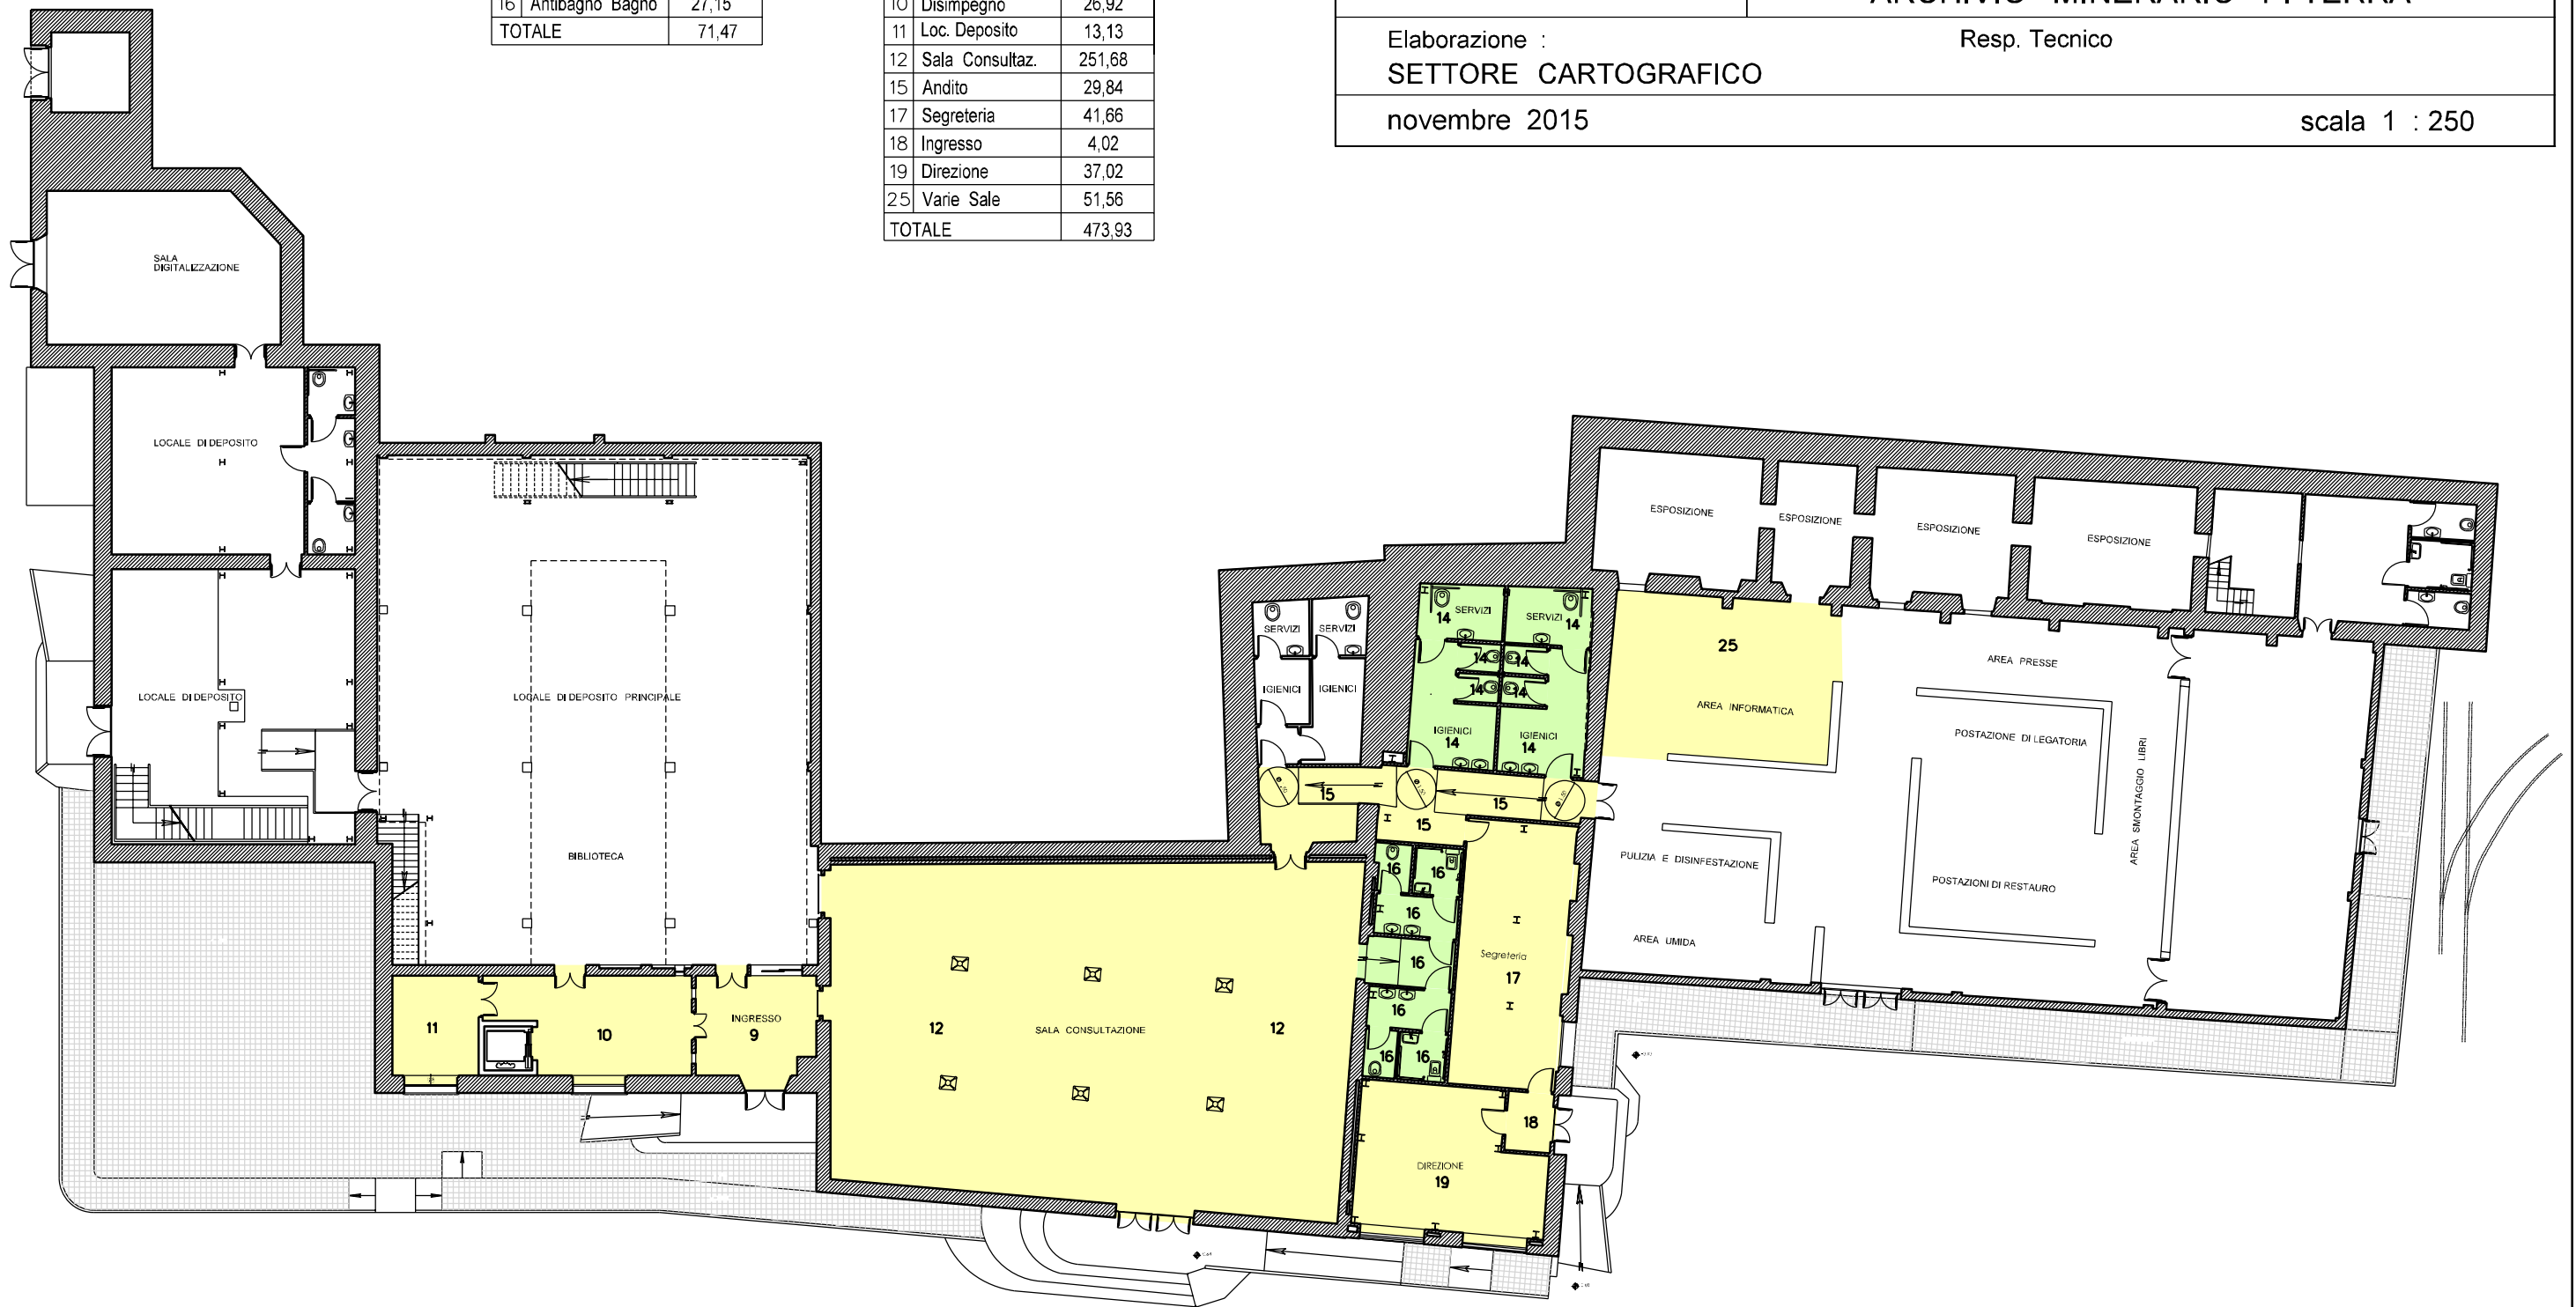 16 Antibagno Bagno 27,15
TOTALE 71,47
10 Disimpegno 26,92
11 Loc. Deposito 13,13
12 Sala Consultaz. 251,68
15 Andito 29,84
17 Segreteria 41,66
18 Ingresso 4,02
19 Direzione 37,02
25 Varie Sale 51,56
TOTALE 473,93
ARCHIVIO MINERARIO
Elaborazione : Resp. Tecnico
SETTORE CARTOGRAFICO
novembre 2015 scala 1 : 250
SALA
DIGITALIZZAZIONE
LOCALE DI DEPOSITO
LOCALE DI DEPOSITO
LOCALE DI DEPOSITO PRINCIPALE
BIBLIOTECA
11
10
INGRESSO
9
12
SALA CONSULTAZIONE
12
SERVIZI
SERVIZI
IGIENICI
IGIENICI
SERVIZI
14
SERVIZI
14
14
14
14
14
IGIENICI
14
IGIENICI
14
15
15
15
16
16
16
16
16
16
16
Segreteria
17
18
DIREZIONE
19
ESPOSIZIONE
ESPOSIZIONE
ESPOSIZIONE
ESPOSIZIONE
25
AREA INFORMATICA
AREA PRESSE
POSTAZIONE DI LEGATORIA
AREA SMONTAGGIO LIBRI
PULIZIA E DISINFESTAZIONE
POSTAZIONI DI RESTAURO
AREA UMIDA